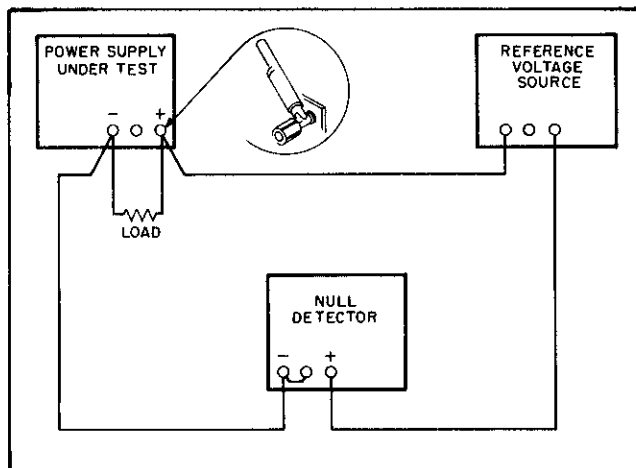 POWER SUPPLY
UNDER TEST
- +
LOAD
REFERENCE
VOLTAGE
SOURCE
NULL
DETECTOR
- +